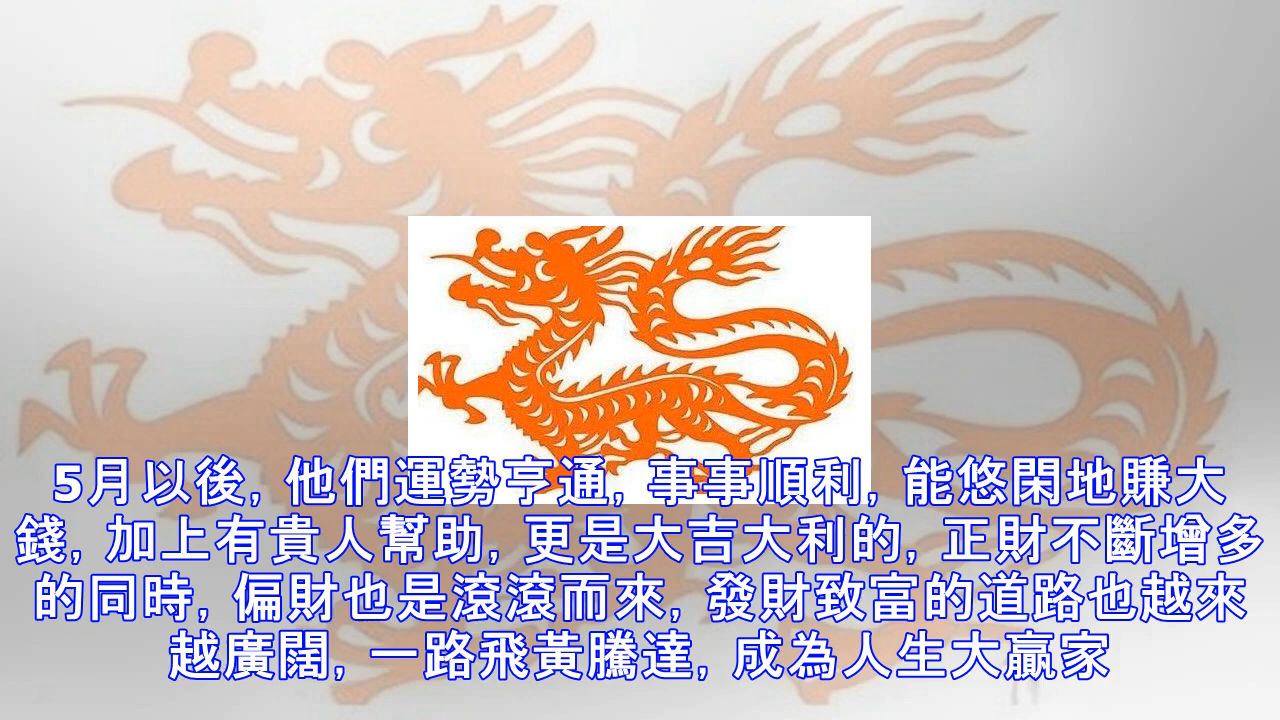 5月以後, 他們運勢亨通, 事事順利, 能悠閑地賺大
錢, 加上有貴人幫助, 更是大吉大利的, 正財不斷增多
的同時, 偏財也是滾滾而來, 發財致富的道路也越來
越廣闊, 一路飛黃騰達, 成為人生大贏家